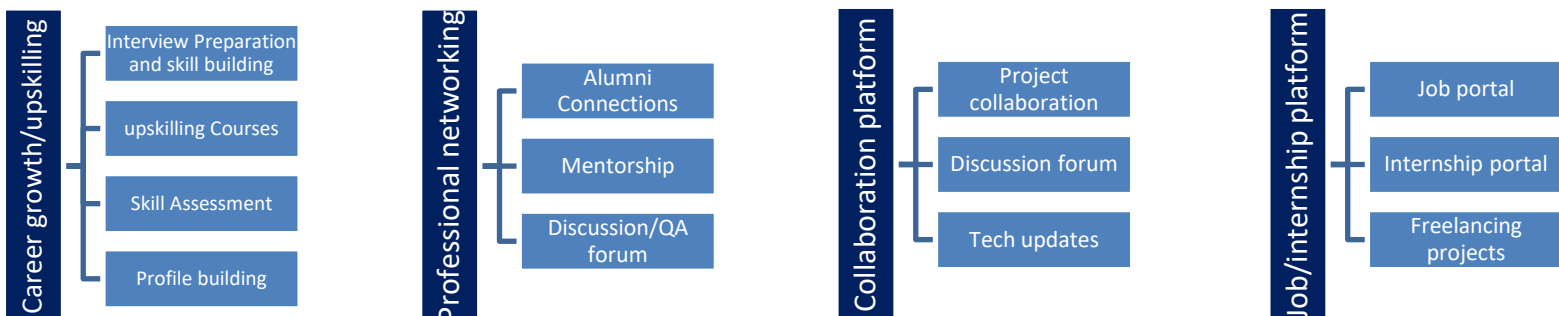 Career growth/upskilling
Interview Preparation
and skill building
upskilling Courses
Skill Assessment
Profile building
Professional networking
Alumni
Connections
Mentorship
Discussion/QA
forum
Collaboration platform
Project
collaboration
Discussion forum
Tech updates
Job/internship platform
Job portal
Internship portal
Freelancing
projects